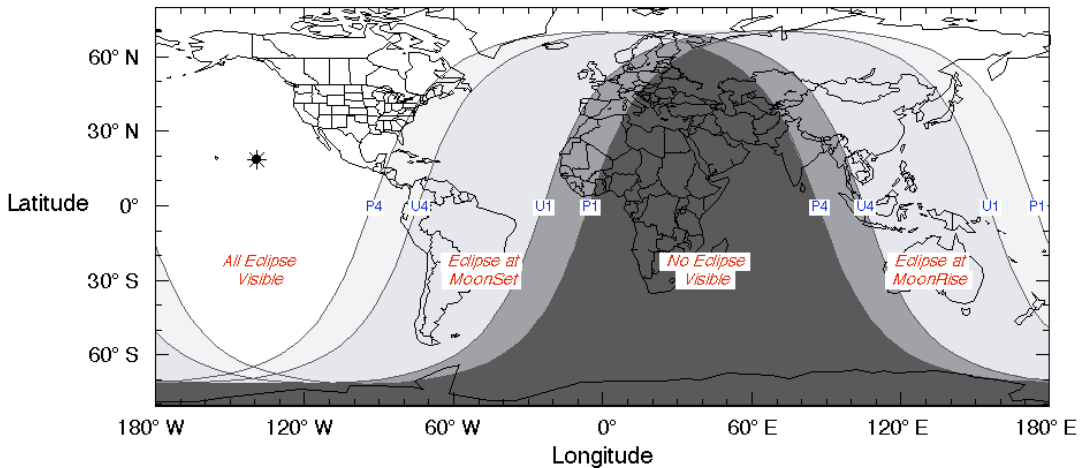 60° N
30° N
Latitude
0°
P4
U4
U1
P1
P4
U4
U1
P1
All Eclipse
Visible
Eclipse at
MoonSet
No Eclipse
Visible
Eclipse at
MoonRise
30° S
60° S
180° W
120° W
60° W
0°
60° E
120° E
180° E
Longitude